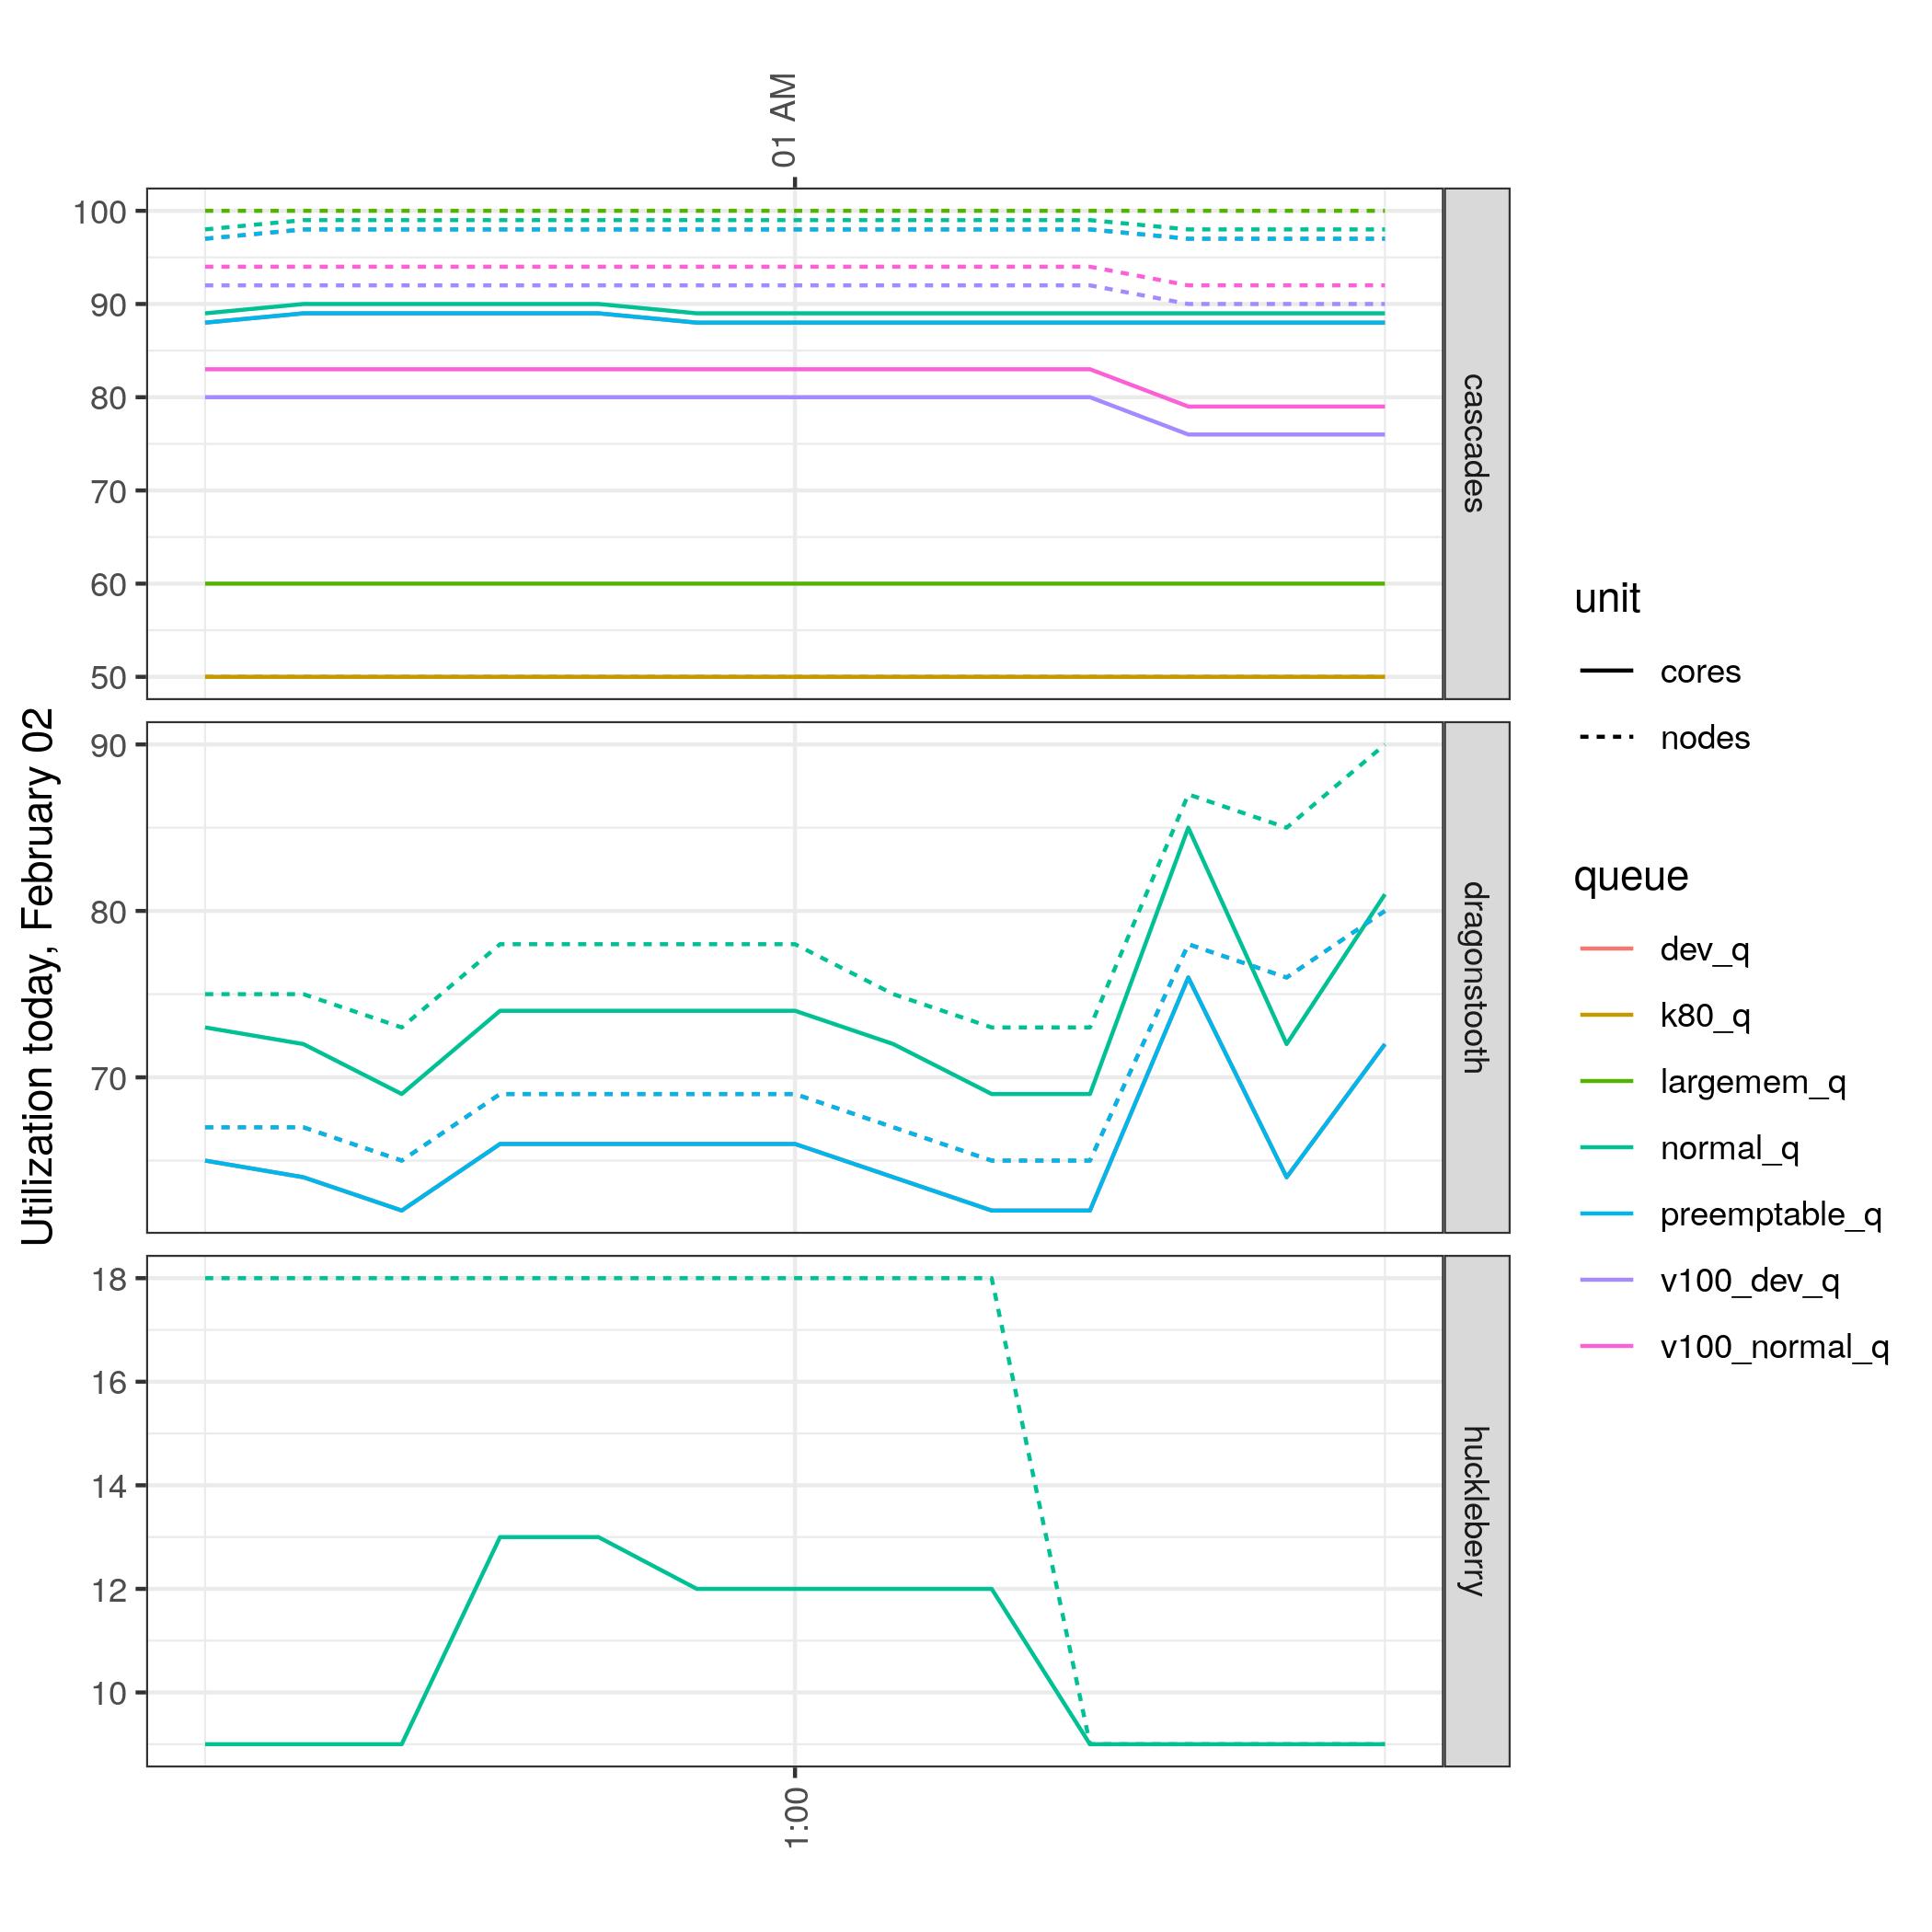 01 AM
100
90
80
70
60
50
cascades
90
80
70
dragonstooth
18
16
14
12
10
huckleberry
1:00
Utilization today, February 02
unit
cores
nodes
queue
dev_q
k80_q
largemem_q
normal_q
preemptable_q
v100_dev_q
v100_normal_q